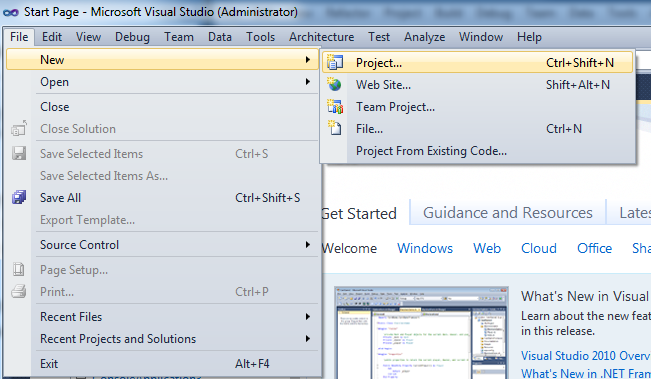 Start Page - Microsoft Visual Studio (Administrator)
File Edit View Debug Team Data Tools Architecture Test Analyze Window Help
New
Open
Close
Close Solution
Save Selected Items Ctrl+S
Save Selected Items As...
Save All Ctrl+Shift+S
Export Template...
Source Control
Page Setup...
Print... Ctrl+P
Recent Files
Recent Projects and Solutions
Exit Alt+F4
Project... Ctrl+Shift+N
Web Site... Shift+Alt+N
Team Project...
File... Ctrl+N
Project From Existing Code...
Get Started Guidance and Resources Lates
Welcome Windows Web Cloud Office Sha
What's New in Visual
Learn about the new feat
in this release.
Visual Studio 2010 Overv
What's New in .NET Fram